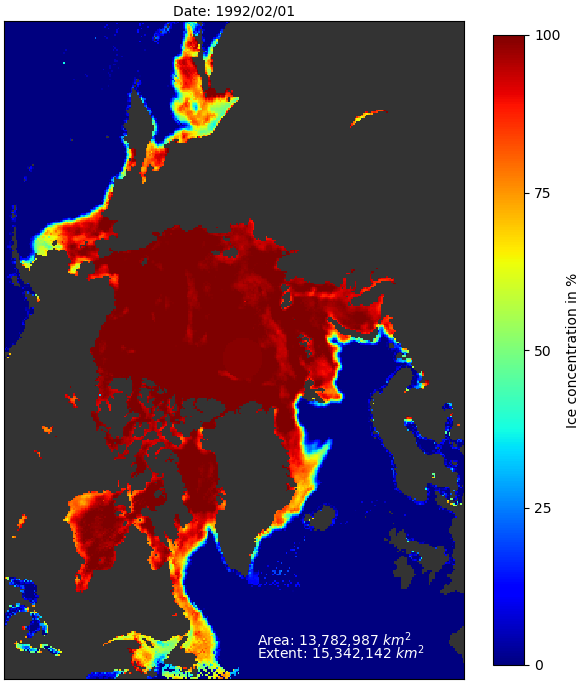 Date: 1992/02/01
100
75
50
25
0
Ice concentration in %
Area: 13,782,987 km²
Extent: 15,342,142 km²